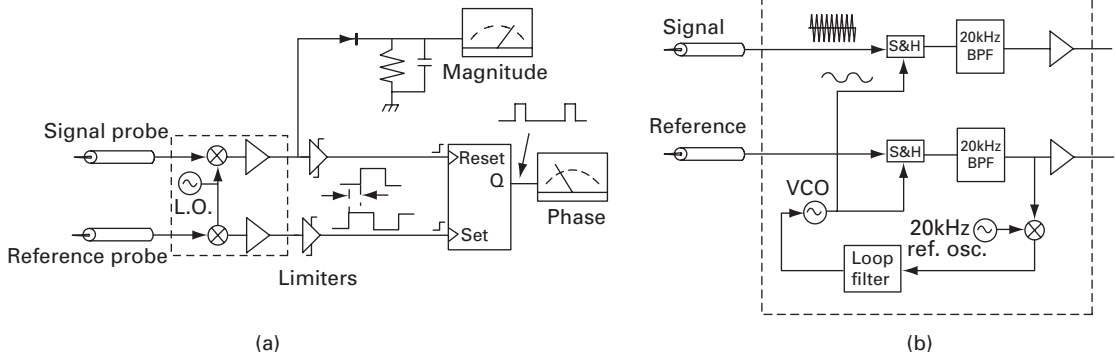 Magnitude
Signal probe
L.O.
Reference probe
Limiters
Reset
Q
Set
Phase
(a)
Signal
S&H
20kHz
BPF
Reference
S&H
20kHz
BPF
VCO
20kHz
ref. osc.
Loop
filter
(b)